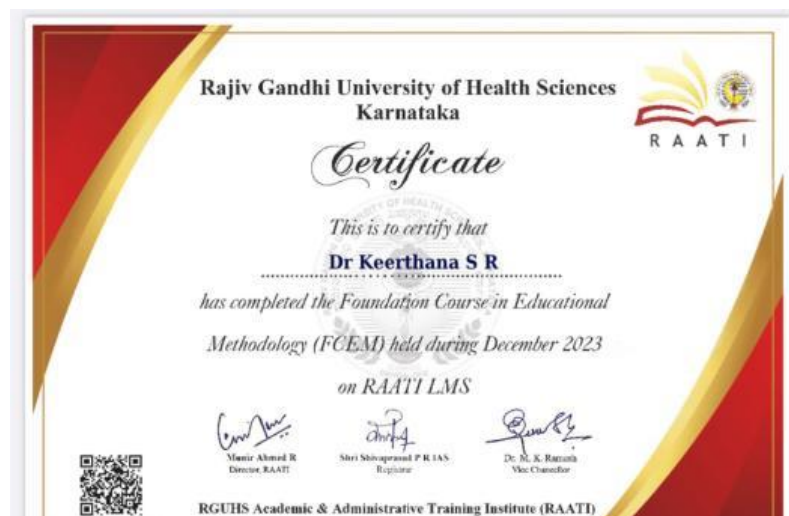 Rajiv Gandhi University of Health Sciences
Karnataka
RAATI
Certificate
This is to certify that
Dr Keerthana S R
has completed the Foundation Course in Educational
Methodology (FCEM) held during December 2023
on RAATI LMS
Munir Ahmed R
Director, RAATI
Shri Shivaprasad P R IAS
Registrar
Dr. M. K. Ramesh
Vice Chancellor
RGUHS Academic & Administrative Training Institute (RAATI)